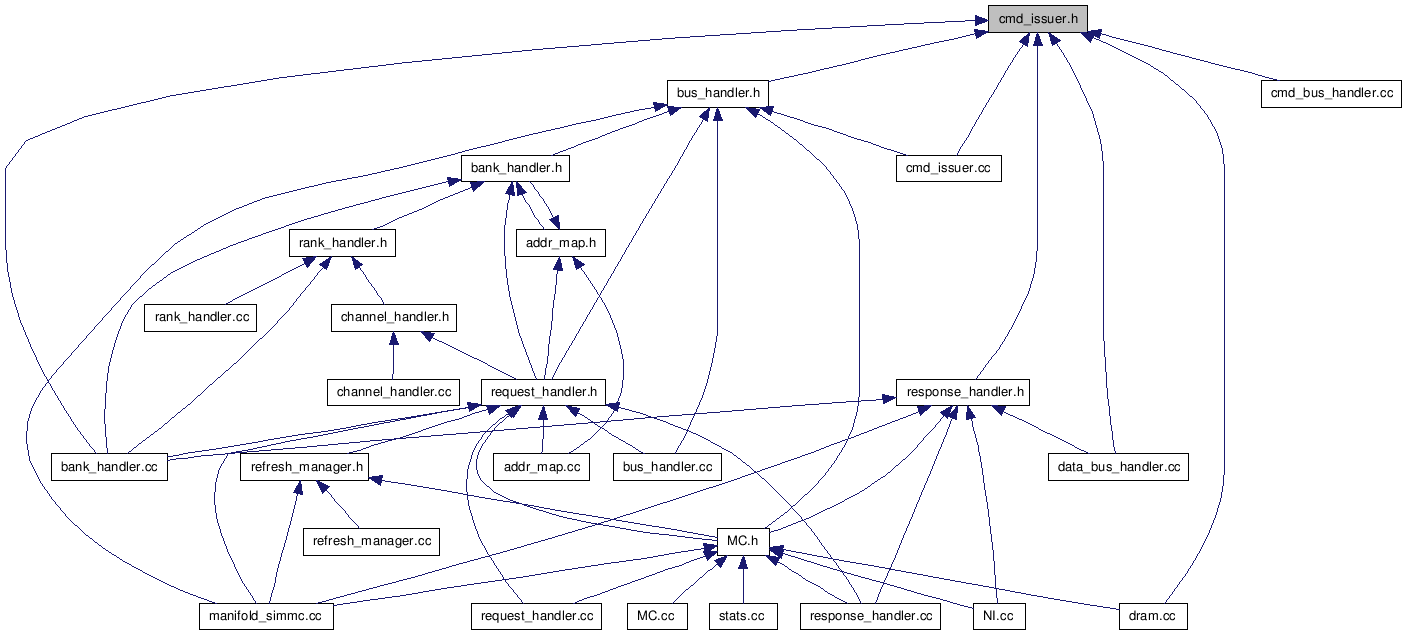 cmd_issuer.h
bus_handler.h
cmd_bus_handler.cc
bank_handler.h
cmd_issuer.cc
rank_handler.h
addr_map.h
rank_handler.cc
channel_handler.h
channel_handler.cc
request_handler.h
response_handler.h
bank_handler.cc
refresh_manager.h
addr_map.cc
bus_handler.cc
data_bus_handler.cc
refresh_manager.cc
MC.h
manifold_simmc.cc
request_handler.cc
MC.cc
stats.cc
response_handler.cc
NI.cc
dram.cc